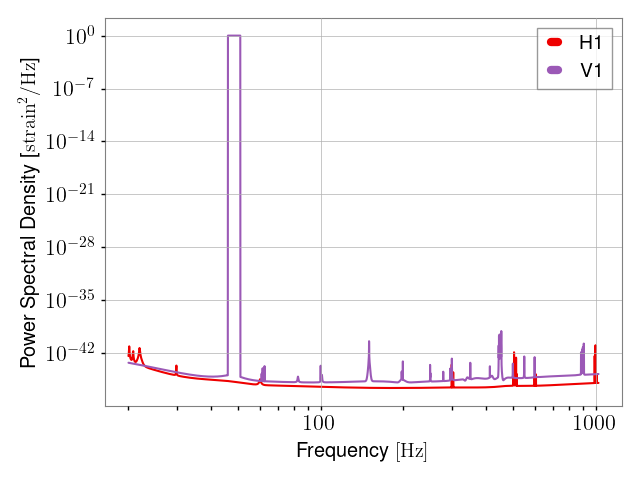 10^0
10^-7
10^-14
10^-21
10^-28
10^-35
10^-42
Power Spectral Density [strain^2/Hz]
H1
V1
100
1000
Frequency [Hz]